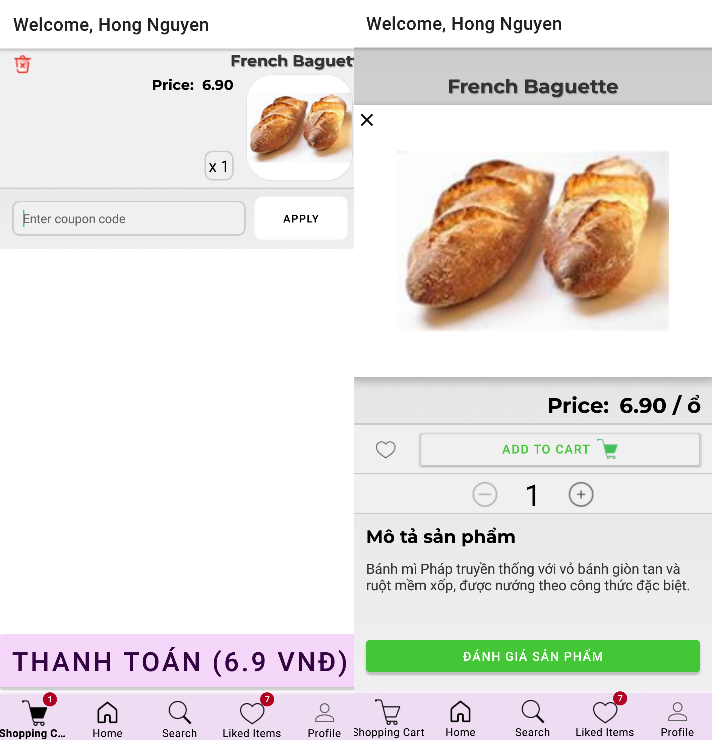 Welcome, Hong Nguyen
French Baguet
Price: 6.90
x 1
Enter coupon code
APPLY
THANH TOÁN (6.9 VNĐ)
1
7
Shopping C...
Home
Search
Liked Items
Profile
Welcome, Hong Nguyen
French Baguette
Price: 6.90 / ổ
ADD TO CART
1
Mô tả sản phẩm
Bánh mì Pháp truyền thống với vỏ bánh giòn tan và
ruột mềm xốp, được nướng theo công thức đặc biệt.
ĐÁNH GIÁ SẢN PHẨM
7
Shopping Cart
Home
Search
Liked Items
Profile